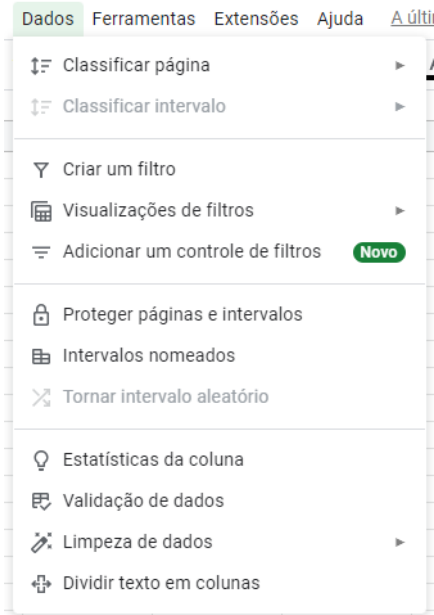 Dados Ferramentas Extensões Ajuda A últi
Classificar página
Classificar intervalo
Criar um filtro
Visualizações de filtros
Adicionar um controle de filtros Novo
Proteger páginas e intervalos
Intervalos nomeados
Tornar intervalo aleatório
Estatísticas da coluna
Validação de dados
Limpeza de dados
Dividir texto em colunas